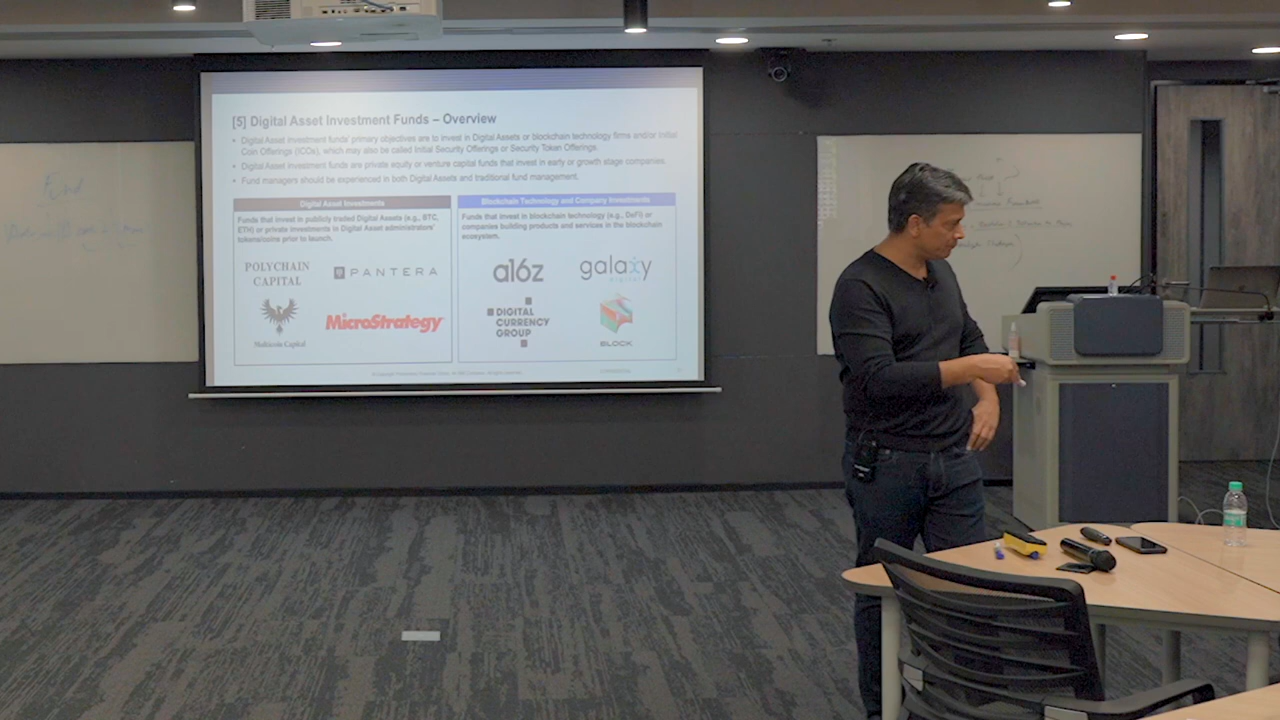 [5] Digital Asset Investment Funds – Overview
• Digital Asset investment funds' primary objectives are to invest in Digital Assets or blockchain technology firms and/or Initial
Coin Offerings (ICOs), which may also be called Initial Security Offerings or Security Token Offerings.
• Digital Asset investment funds are private equity or venture capital funds that invest in early or growth stage companies.
• Fund managers should be experienced in both Digital Assets and traditional fund management.
Digital Asset Investments
Funds that invest in publicly traded Digital Assets (e.g., BTC,
ETH) or private investments in Digital Asset administrators'
tokens/coins prior to launch.
POLYCHAIN
CAPITAL
PANTERA
Multicoin Capital
MicroStrategy
Blockchain Technology and Company Investments
Funds that invest in blockchain technology (e.g., DeFi) or
companies building products and services in the blockchain
ecosystem.
a16z
galaxy
digital
DIGITAL
CURRENCY
GROUP
BLOCK
Fund